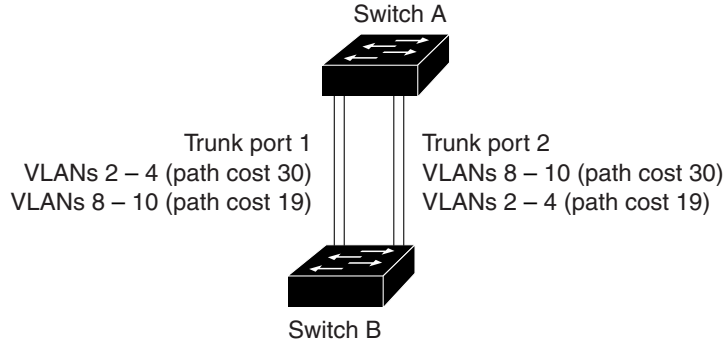 Switch A
Trunk port 1
VLANs 2 – 4 (path cost 30)
VLANs 8 – 10 (path cost 19)
Trunk port 2
VLANs 8 – 10 (path cost 30)
VLANs 2 – 4 (path cost 19)
Switch B